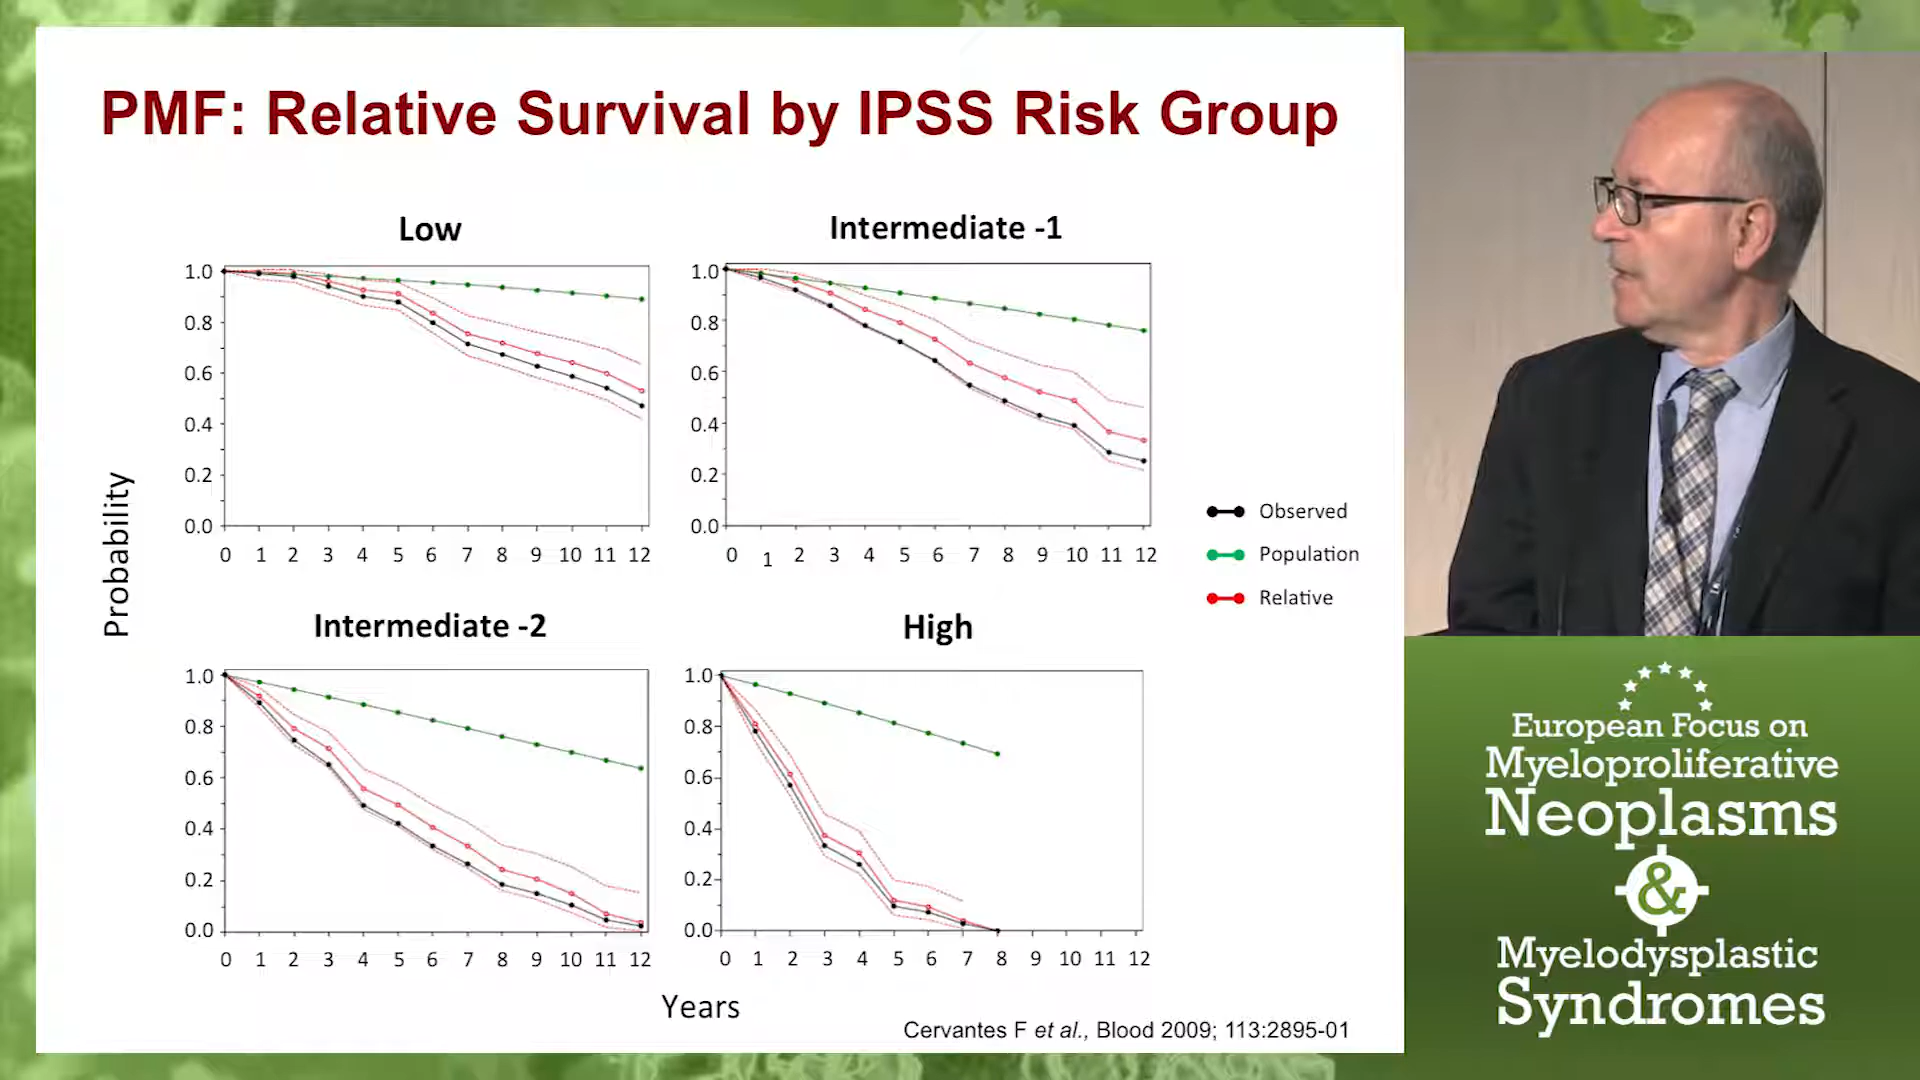 PMF: Relative Survival by IPSS Risk Group
Low
Intermediate -1
1.0
0.8
0.6
0.4
0.2
0.0
0 1 2 3 4 5 6 7 8 9 10 11 12
1.0
0.8
0.6
0.4
0.2
0.0
0 1 2 3 4 5 6 7 8 9 10 11 12
Probability
Observed
Population
Relative
Intermediate -2
High
1.0
0.8
0.6
0.4
0.2
0.0
0 1 2 3 4 5 6 7 8 9 10 11 12
1.0
0.8
0.6
0.4
0.2
0.0
0 1 2 3 4 5 6 7 8 9 10 11 12
Years
Cervantes F et al., Blood 2009; 113:2895-01
European Focus on
Myeloproliferative
Neoplasms
&
Myelodysplastic
Syndromes